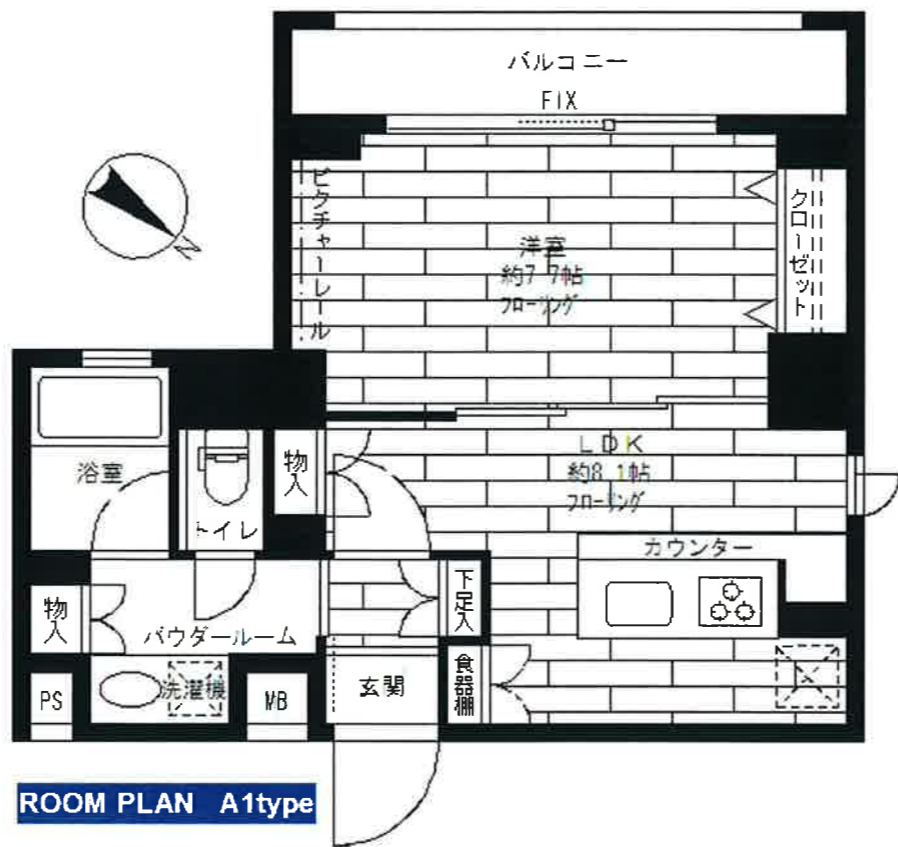 バルコニー
FIX
ピクチャーレール
洋室
約7.7帖
フローリング
クローゼット
N
LDK
約8.1帖
フローリング
浴室
トイレ
物入
カウンター
物入
パウダールーム
下足入
洗濯機
PS
MB
玄関
食器棚
ROOM PLAN A1type